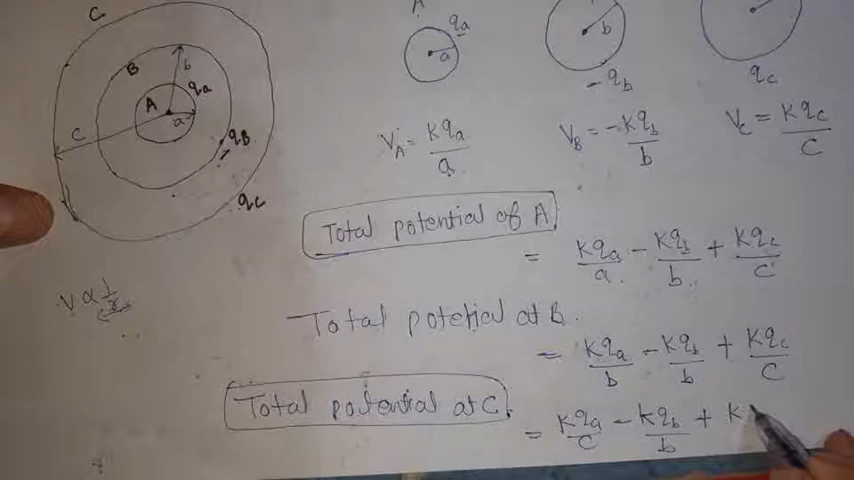 C
B
b
A
a
qa
C
qB
qc
V ∝ 1/r
A
qa
a
b
-qb
qc
VA = Kqa/a
VB = -Kqb/b
Vc = Kqc/C
Total potential of A
= Kqa/a - Kqb/b + Kqc/C
Total potetial at B.
= Kqa/b - Kqb/b + Kqc/C
Total potential at C.
= Kqa/C - Kqb/b + K